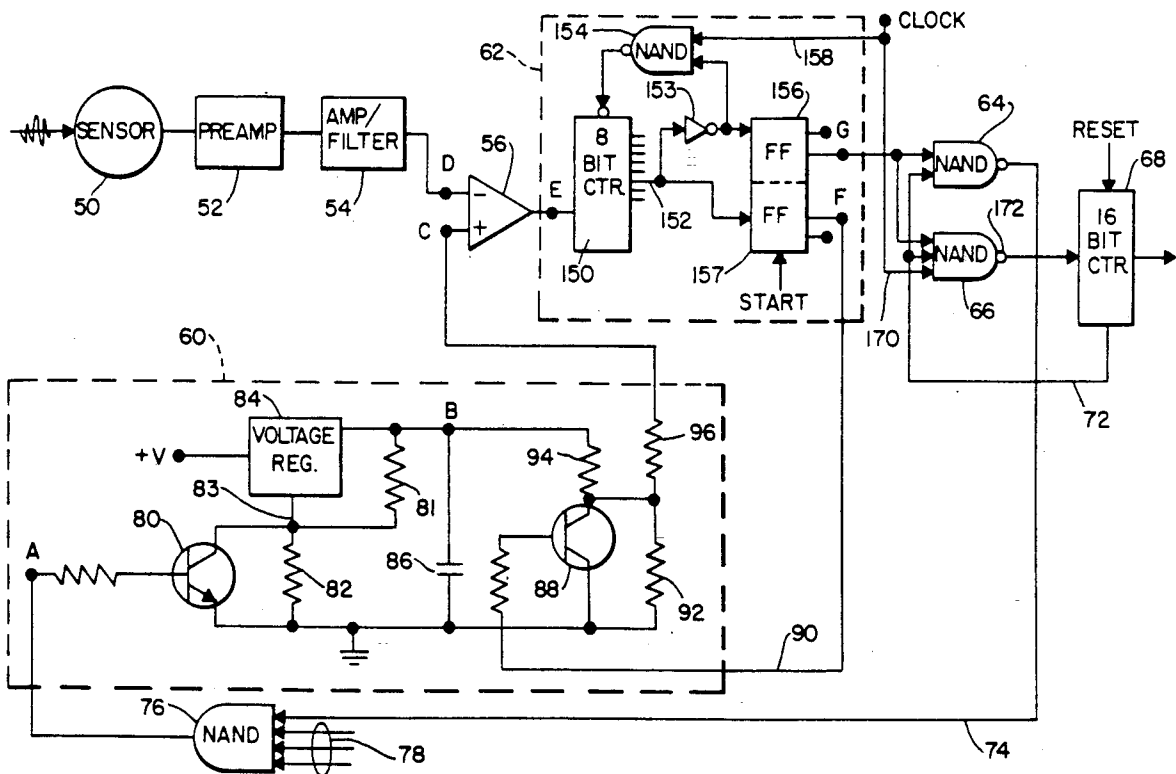 CLOCK
154
62
NAND
158
153
156
64
SENSOR
PREAMP
AMP/
FILTER
56
8
BIT
CTR
G
FF
NAND
RESET
68
D
E
152
F
50
52
54
C
FF
NAND
172
16
BIT
CTR
150
157
START
66
170
60
72
84
B
VOLTAGE
REG.
+V
94
96
83
81
80
A
82
86
88
92
90
76
NAND
78
74